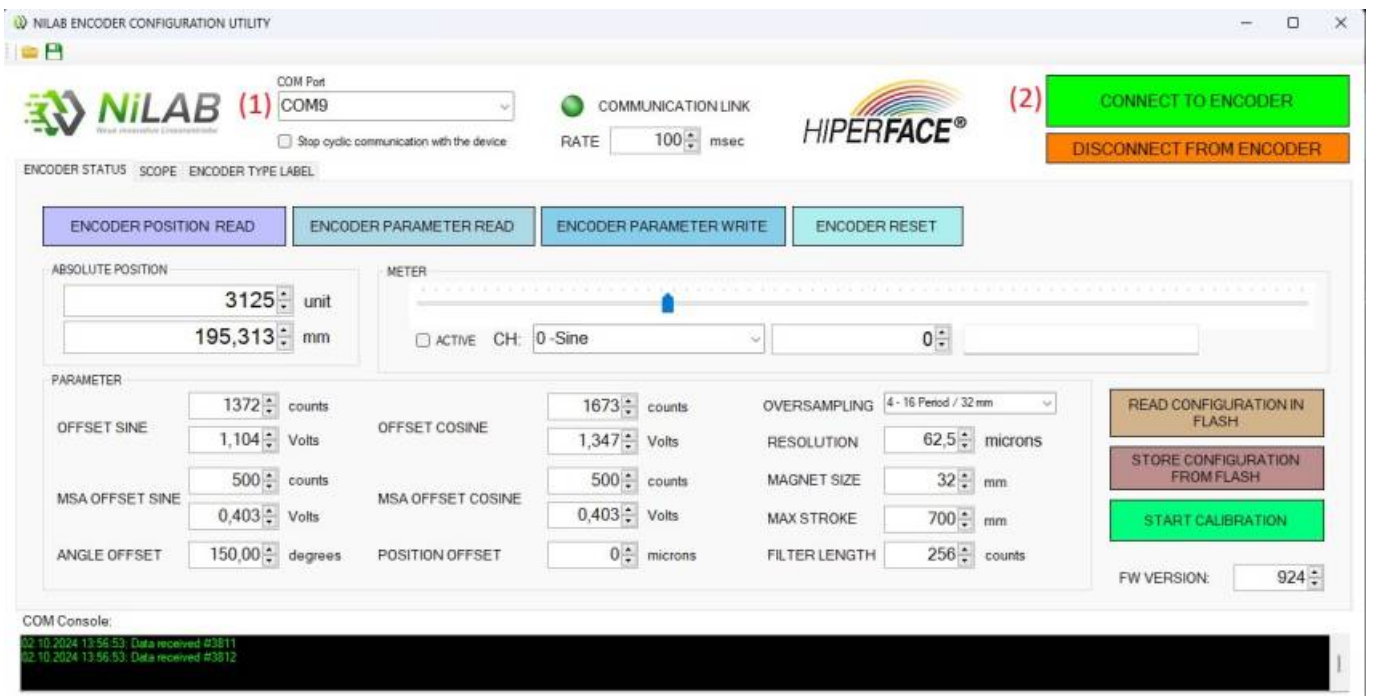 NILAB ENCODER CONFIGURATION UTILITY
COM Port
NiLAB (1) COM9
Stop cyclic communication with the device
COMMUNICATION LINK
RATE 100 msec
HIPERFACE®
(2) CONNECT TO ENCODER
DISCONNECT FROM ENCODER
ENCODER STATUS SCOPE ENCODER TYPE LABEL
ENCODER POSITION READ ENCODER PARAMETER READ ENCODER PARAMETER WRITE ENCODER RESET
ABSOLUTE POSITION
3125 unit
195,313 mm
METER
ACTIVE CH: 0 -Sine 0
PARAMETER
OFFSET SINE
1372 counts
1,104 Volts
MSA OFFSET SINE
500 counts
0,403 Volts
ANGLE OFFSET 150,00 degrees
OFFSET COSINE
1673 counts
1,347 Volts
MSA OFFSET COSINE
500 counts
0,403 Volts
POSITION OFFSET 0 microns
OVERSAMPLING 4 - 16 Period / 32 mm
RESOLUTION 62,5 microns
MAGNET SIZE 32 mm
MAX STROKE 700 mm
FILTER LENGTH 256 counts
READ CONFIGURATION IN
FLASH
STORE CONFIGURATION
FROM FLASH
START CALIBRATION
FW VERSION: 924
COM Console:
02.10.2024 13:56:53: Data received #3811
02.10.2024 13:56:53: Data received #3812